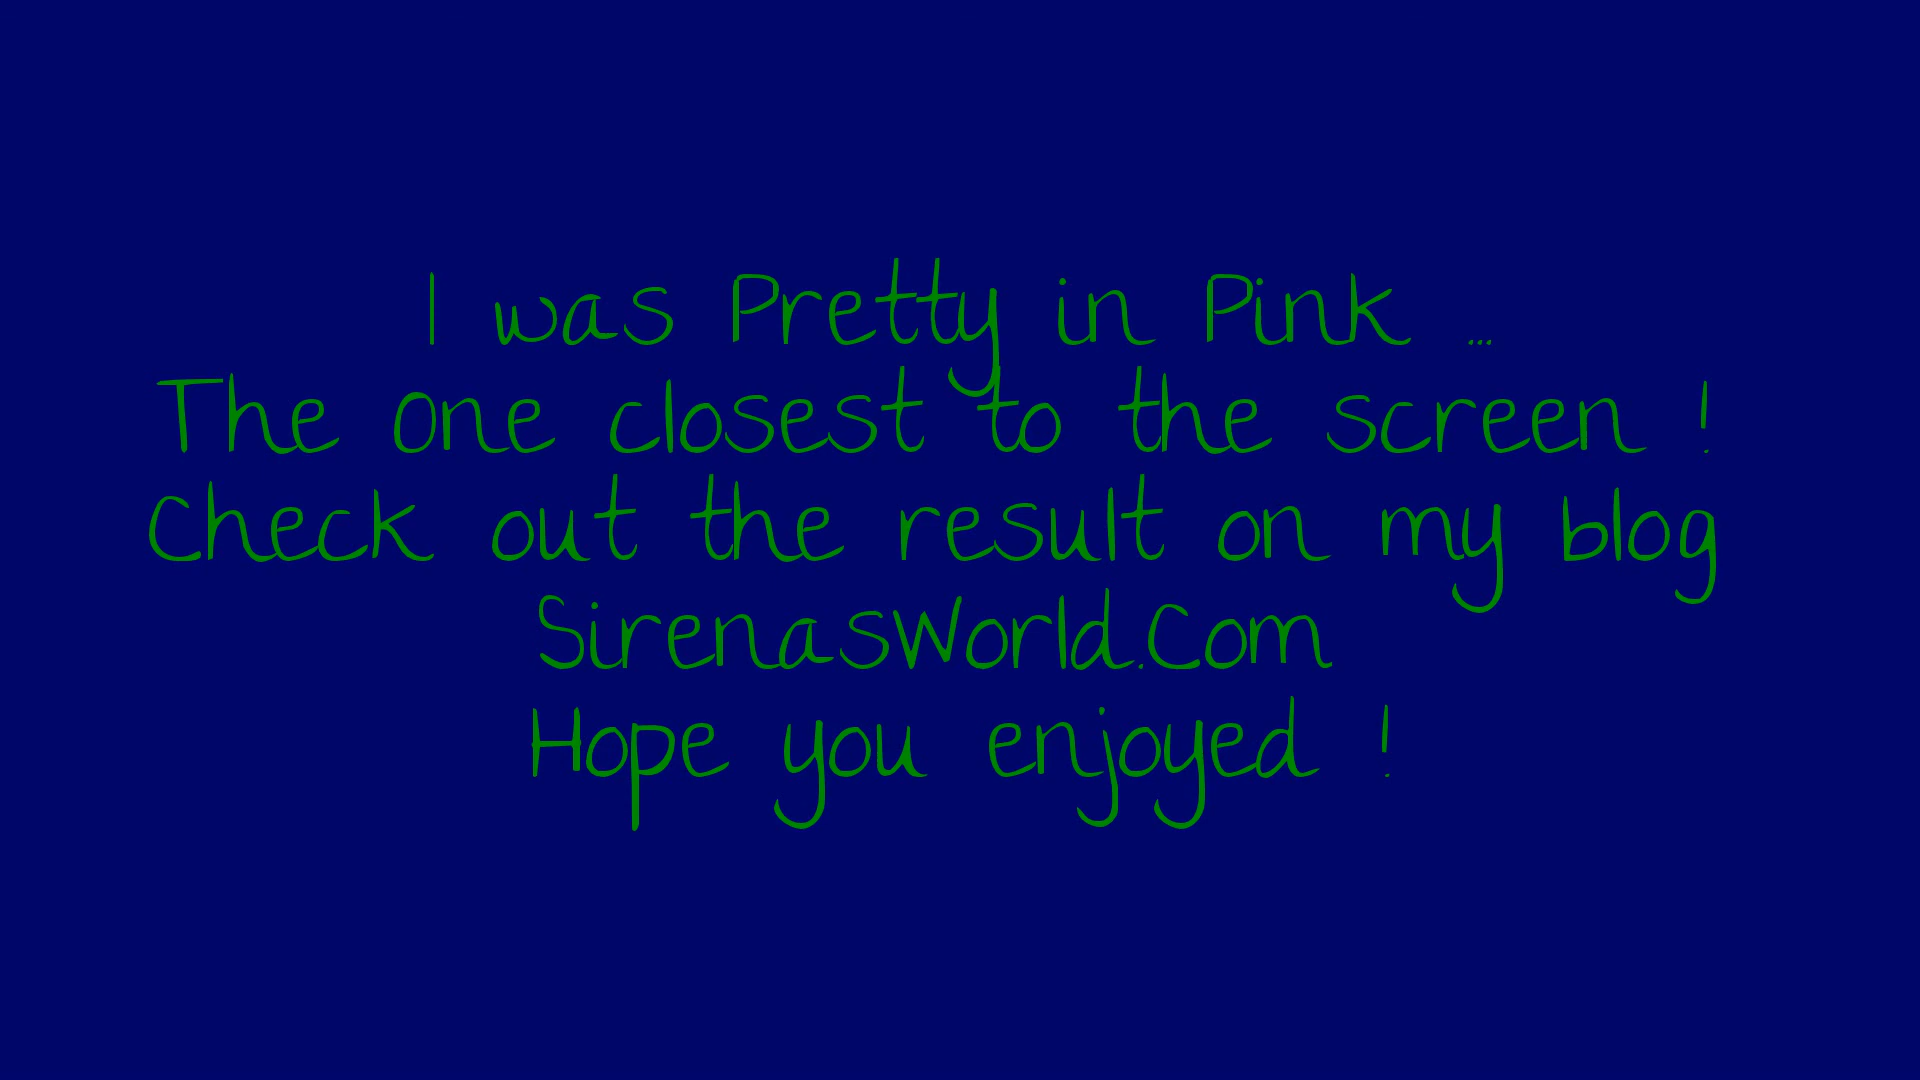 I was Pretty in Pink ...
The One closest to the screen !
Check out the result on my blog
SirenasWorld.Com
Hope you enjoyed !